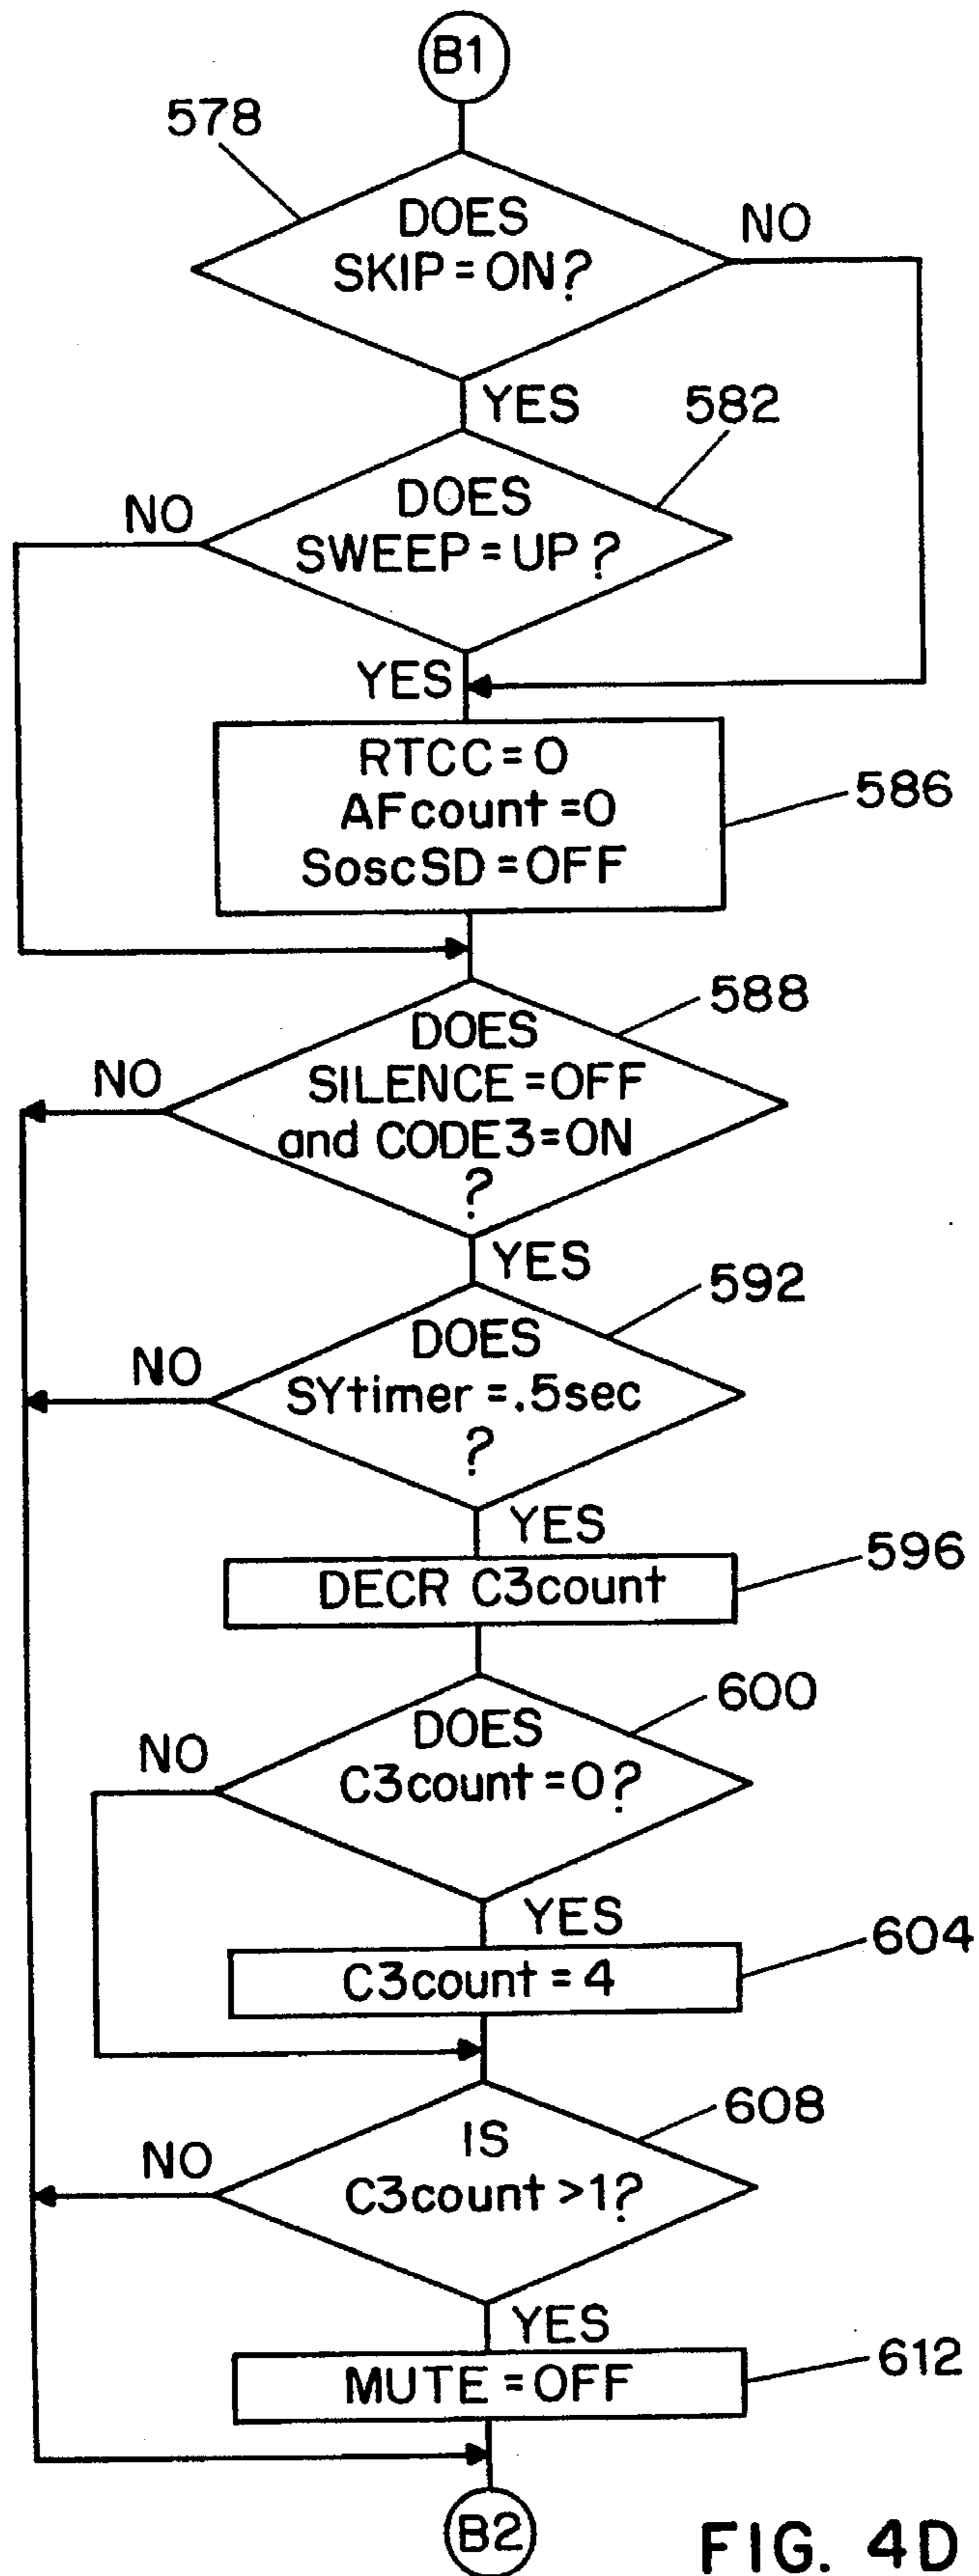 B1
578
DOES
SKIP=ON?
NO
YES
582
DOES
SWEEP=UP?
NO
YES
RTCC=0
AFcount=0
SoscSD=OFF
586
588
DOES
SILENCE=OFF
and CODE3=ON
?
NO
YES
592
DOES
SYtimer=.5sec
?
NO
YES
DECR C3count
596
600
DOES
C3count=0?
NO
YES
604
C3count=4
608
IS
C3count>1?
NO
YES
MUTE=OFF
612
B2
FIG. 4D